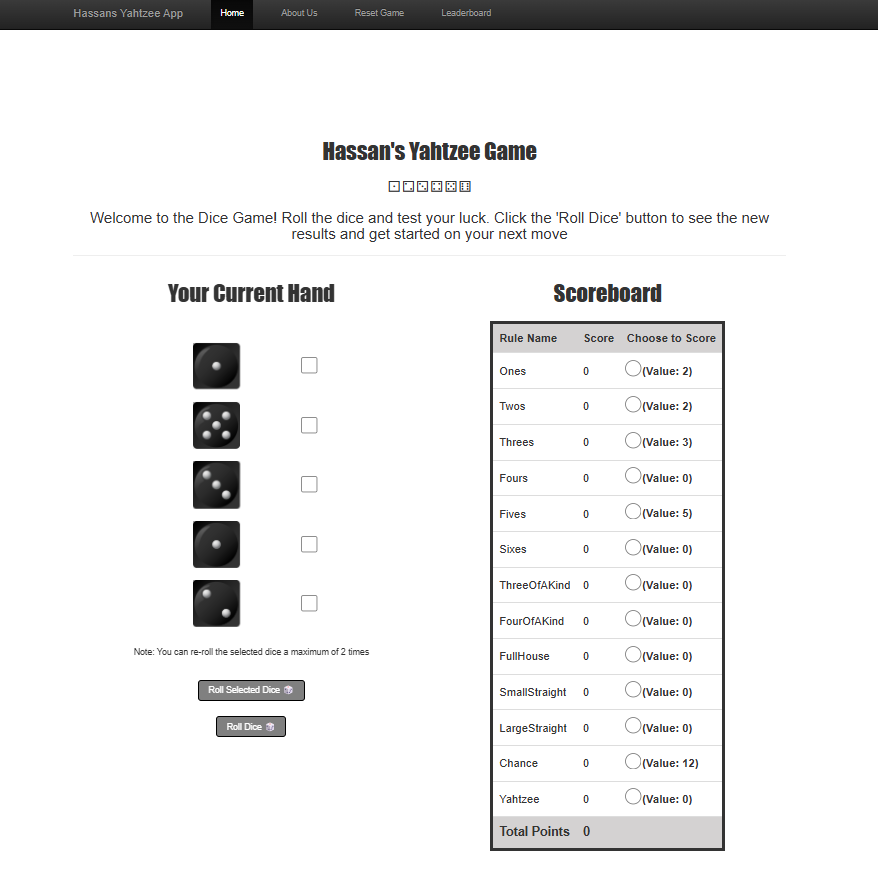 Hassans Yahtzee App Home About Us Reset Game Leaderboard
Hassan's Yahtzee Game
⚀⚁⚂⚃⚄⚅
Welcome to the Dice Game! Roll the dice and test your luck. Click the 'Roll Dice' button to see the new
results and get started on your next move
Your Current Hand
Note: You can re-roll the selected dice a maximum of 2 times
Roll Selected Dice 🎲
Roll Dice 🎲
Scoreboard
Rule Name Score Choose to Score
Ones 0 (Value: 2)
Twos 0 (Value: 2)
Threes 0 (Value: 3)
Fours 0 (Value: 0)
Fives 0 (Value: 5)
Sixes 0 (Value: 0)
ThreeOfAKind 0 (Value: 0)
FourOfAKind 0 (Value: 0)
FullHouse 0 (Value: 0)
SmallStraight 0 (Value: 0)
LargeStraight 0 (Value: 0)
Chance 0 (Value: 12)
Yahtzee 0 (Value: 0)
Total Points 0